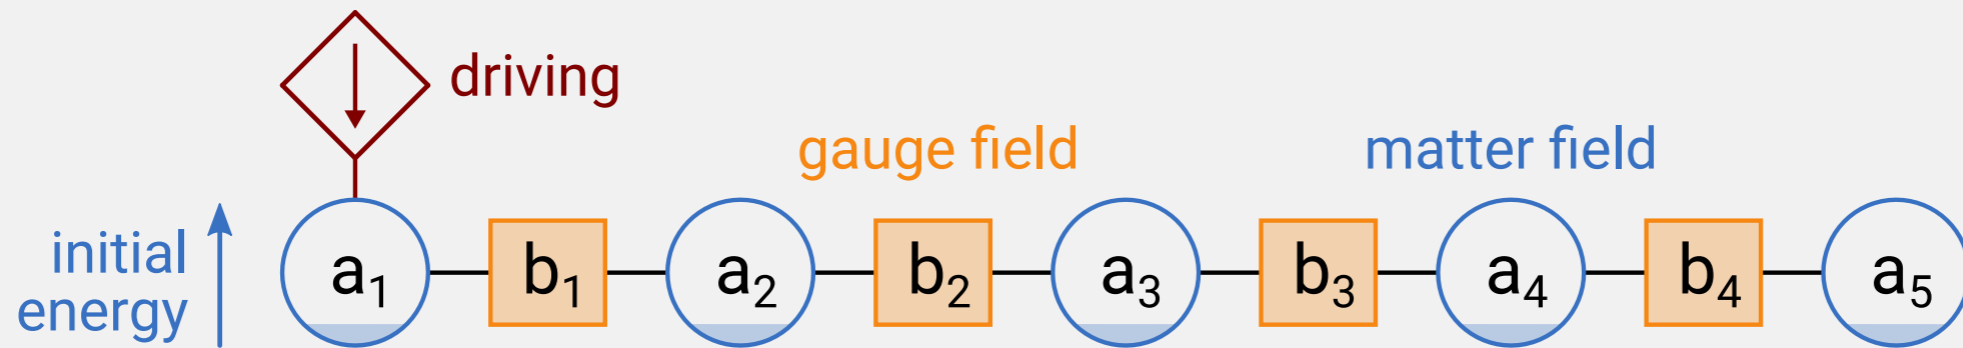 driving
gauge field
matter field
initial
energy
a₁ b₁ a₂ b₂ a₃ b₃ a₄ b₄ a₅